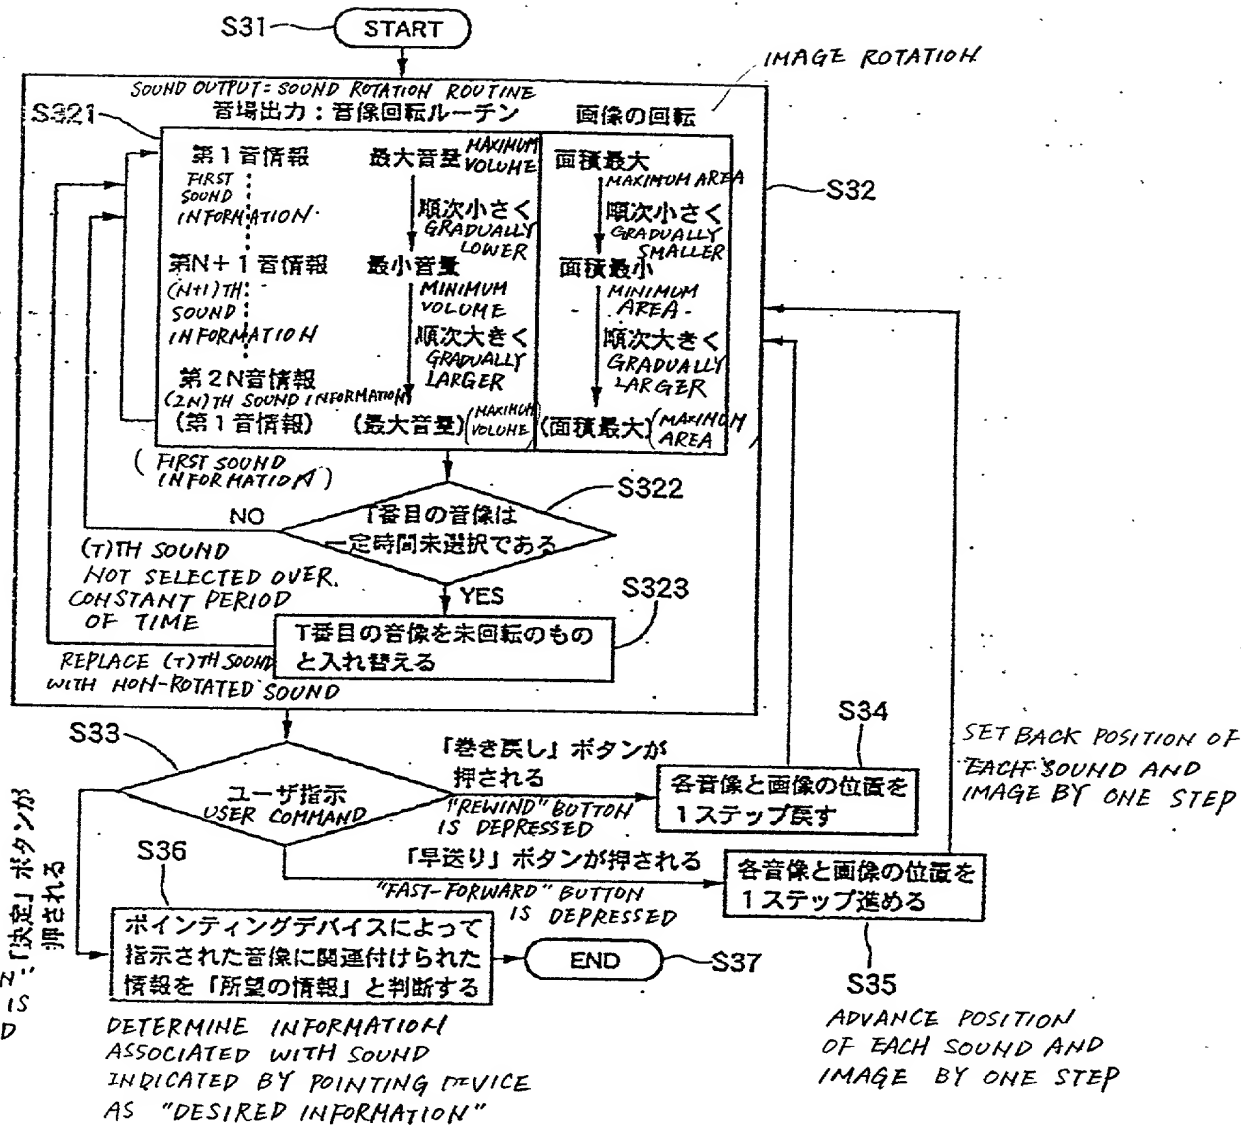 S31
START
IMAGE ROTATION
SOUND OUTPUT: SOUND ROTATION ROUTINE
音場出力：音像回転ルーチン
画像の回転
S321
第1音情報
FIRST
SOUND
INFORMATION
最大音量
MAXIMUM
VOLUME
順次小さく
GRADUALLY
LOWER
面積最大
MAXIMUM AREA
順次小さく
GRADUALLY
SMALLER
S32
第N+1音情報
(N+1)TH
SOUND
INFORMATION
最小音量
MINIMUM
VOLUME
順次大きく
GRADUALLY
LARGER
面積最小
MINIMUM
AREA
順次大きく
GRADUALLY
LARGER
第2N音情報
(2N)TH SOUND INFORMATION
(第1音情報)
(最大音量)
(MAXIMUM
VOLUME)
(面積最大)
(MAXIMUM
AREA)
(FIRST SOUND
INFORMATION)
S322
NO
T番目の音像は
一定時間未選択である
(T)TH SOUND
NOT SELECTED OVER
CONSTANT PERIOD
OF TIME
YES
S323
T番目の音像を未回転のもの
と入れ替える
REPLACE (T)TH SOUND
WITH NON-ROTATED SOUND
S33
ユーザ指示
USER COMMAND
「巻き戻し」ボタンが
押される
"REWIND" BUTTON
IS DEPRESSED
S34
各音像と画像の位置を
1ステップ戻す
SET BACK POSITION OF
EACH SOUND AND
IMAGE BY ONE STEP
「早送り」ボタンが押される
"FAST-FORWARD" BUTTON
IS DEPRESSED
各音像と画像の位置を
1ステップ進める
S35
ADVANCE POSITION
OF EACH SOUND AND
IMAGE BY ONE STEP
「決定」ボタンが
押される
N
IS
D
S36
ポインティングデバイスによって
指示された音像に関連付けられた
情報を「所望の情報」と判断する
END
S37
DETERMINE INFORMATION
ASSOCIATED WITH SOUND
INDICATED BY POINTING DEVICE
AS "DESIRED INFORMATION"